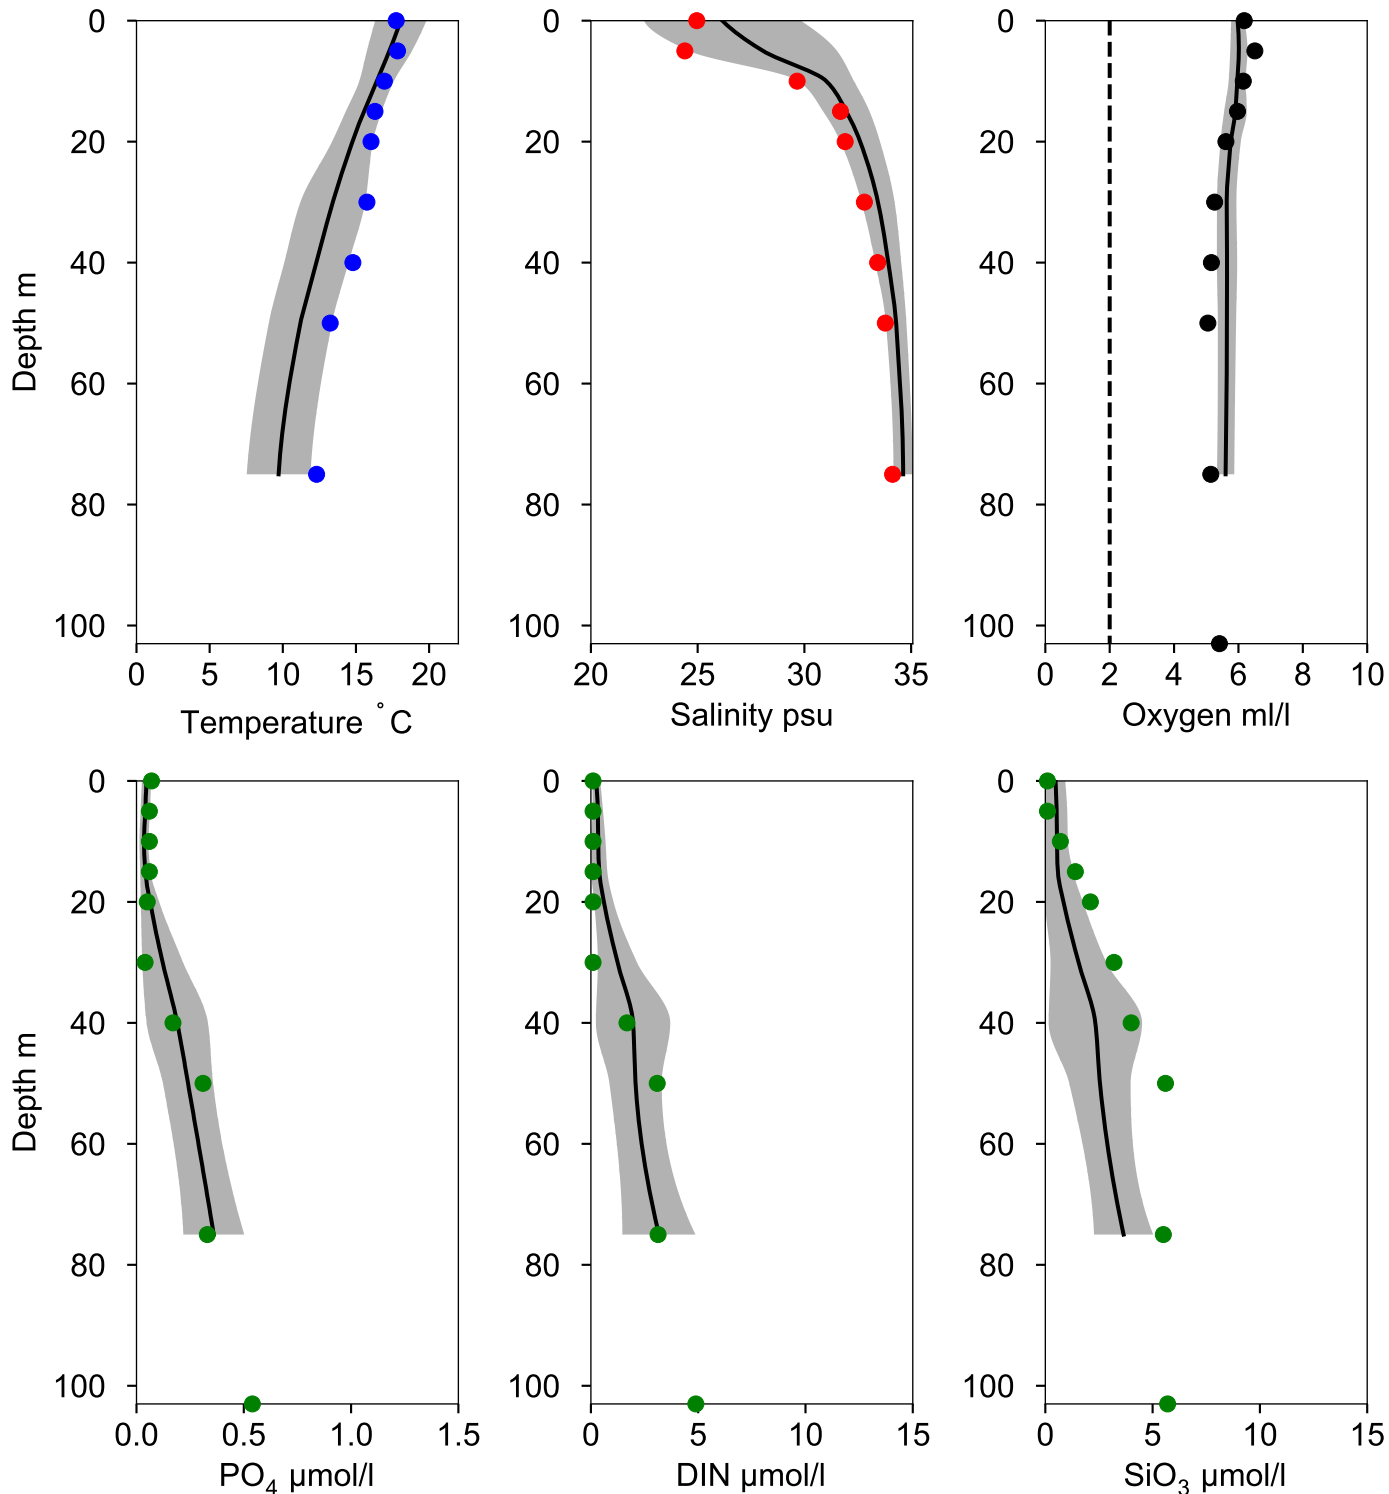 0
20
40
60
80
100
Depth m
0 5 10 15 20
Temperature °C
0
20
40
60
80
100
20 25 30 35
Salinity psu
0
20
40
60
80
100
0 2 4 6 8 10
Oxygen ml/l
0
20
40
60
80
100
Depth m
0.0 0.5 1.0 1.5
PO₄ µmol/l
0
20
40
60
80
100
0 5 10 15
DIN µmol/l
0
20
40
60
80
100
0 5 10 15
SiO₃ µmol/l